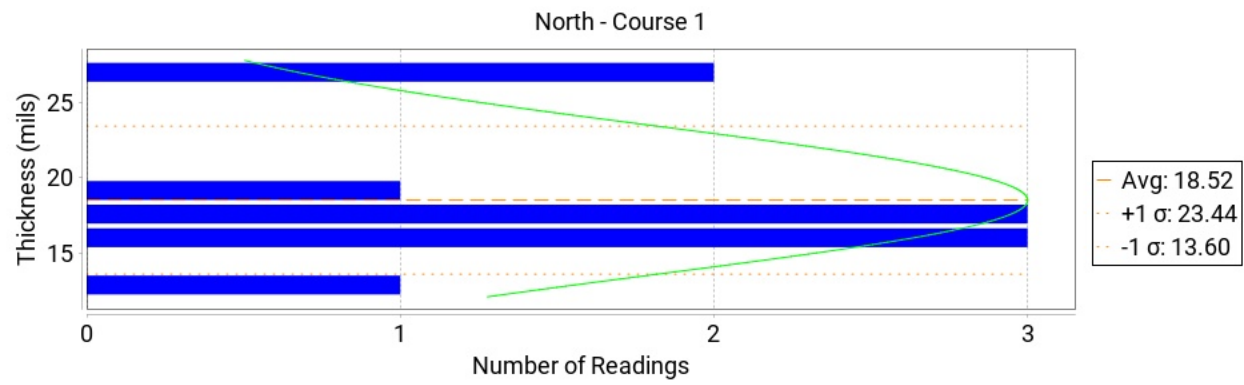 North - Course 1
Thickness (mils)
25
20
15
0 1 2 3
Number of Readings
Avg: 18.52
+1 σ: 23.44
-1 σ: 13.60